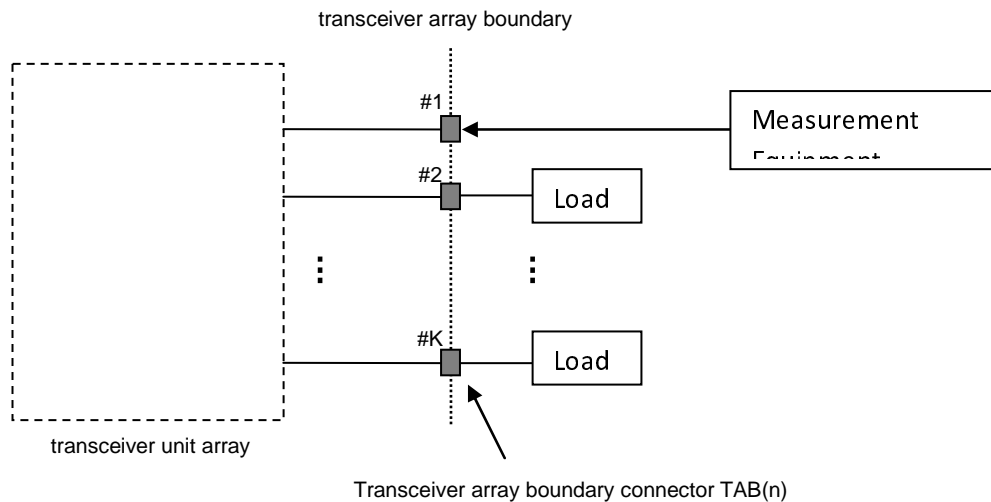 transceiver array boundary
#1
Measurement
#2
Load
#K
Load
transceiver unit array
Transceiver array boundary connector TAB(n)